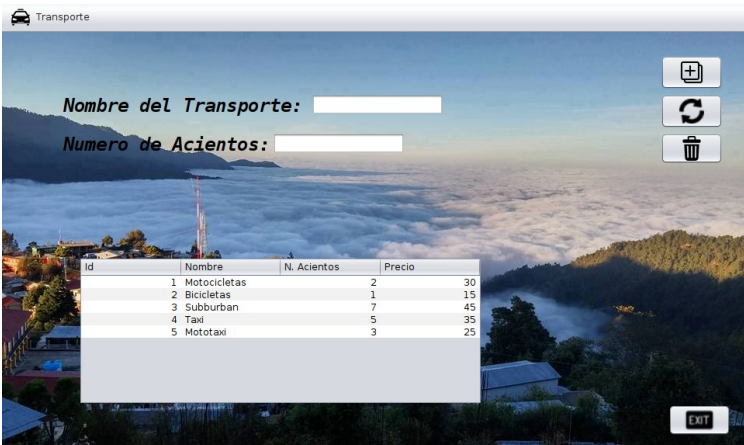 Transporte
Nombre del Transporte:
Numero de Acientos:
Id Nombre N. Acientos Precio
1 Motocicletas 2 30
2 Bicicletas 1 15
3 Subburban 7 45
4 Taxi 5 35
5 Mototaxi 3 25
EXIT